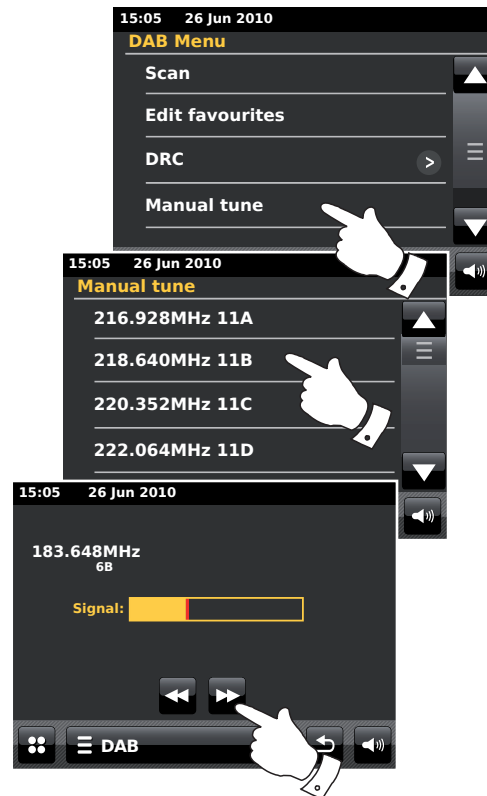 15:05 26 Jun 2010
DAB Menu
Scan
Edit favourites
DRC
Manual tune
15:05 26 Jun 2010
Manual tune
216.928MHz 11A
218.640MHz 11B
220.352MHz 11C
222.064MHz 11D
15:05 26 Jun 2010
183.648MHz
6B
Signal:
DAB